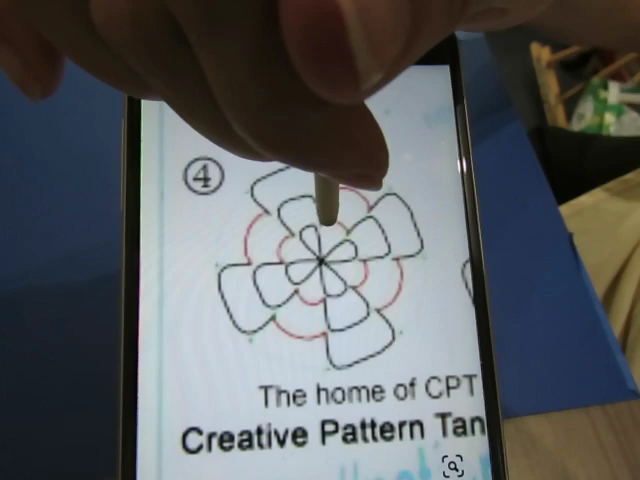 ④
The home of CPT
Creative Pattern Tan